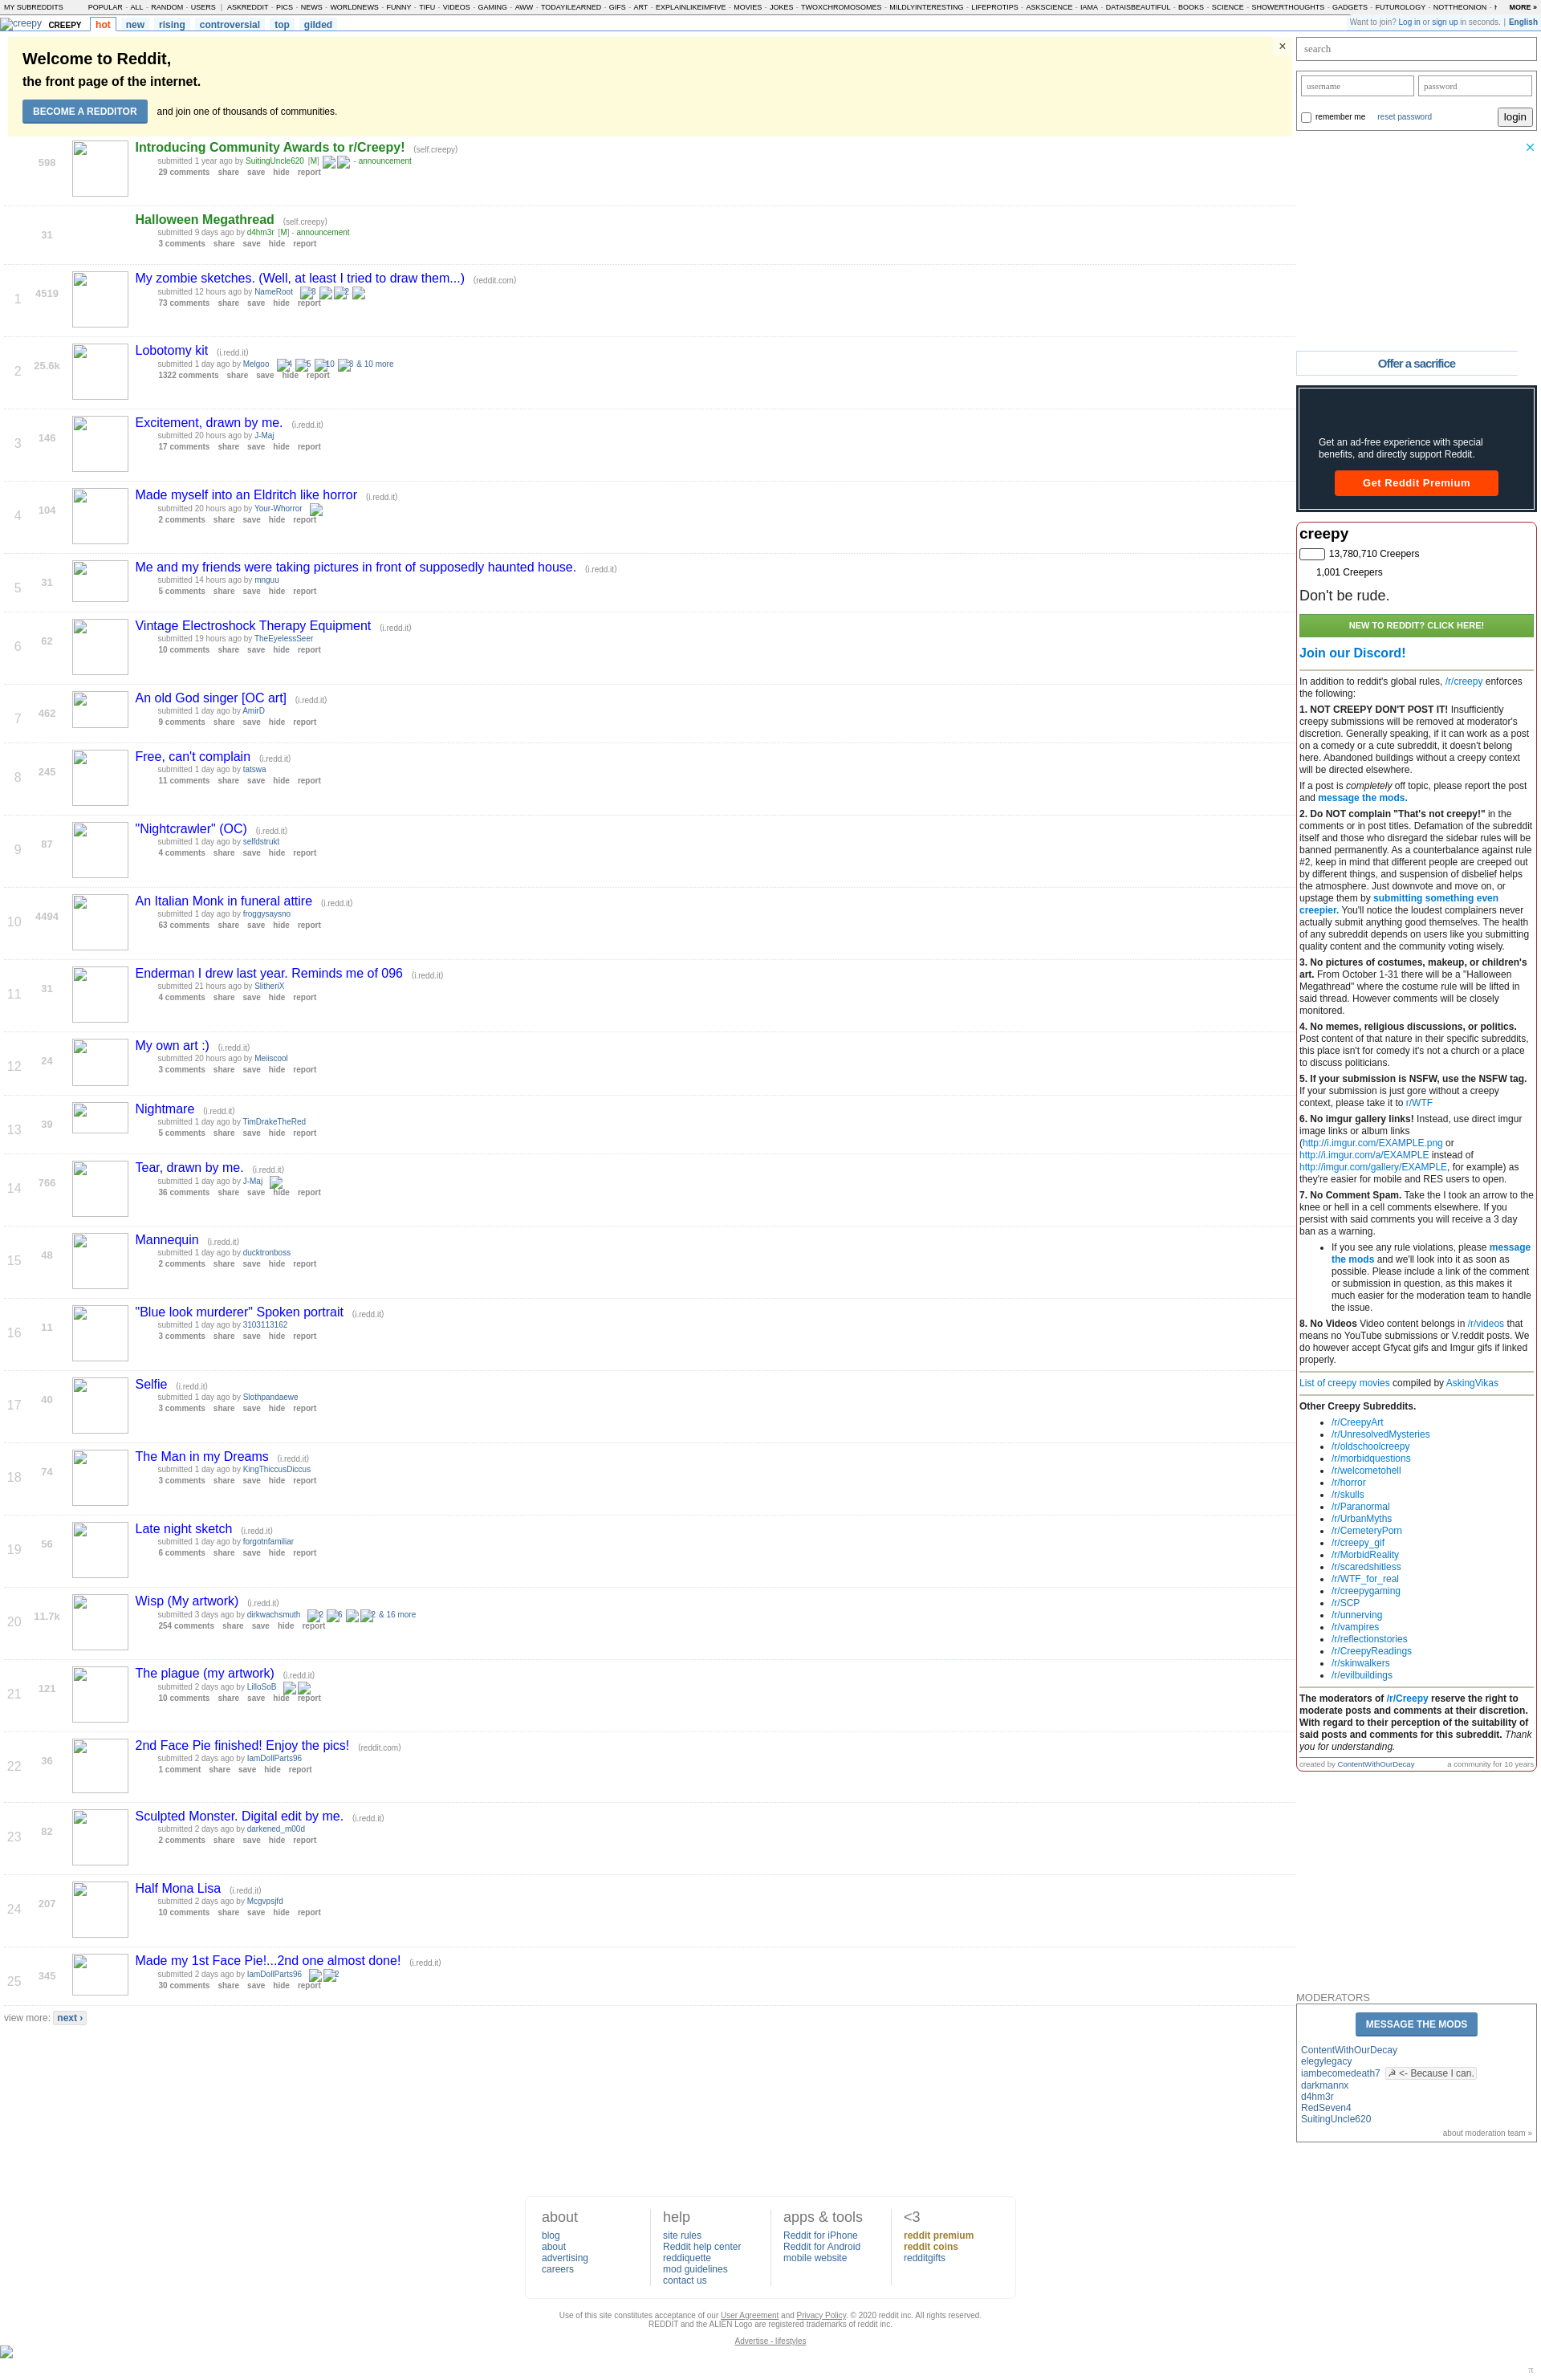 MY SUBREDDITS POPULAR - ALL - RANDOM - USERS | ASKREDDIT - PICS - NEWS - WORLDNEWS - FUNNY - TIFU - VIDEOS - GAMING - AWW - TODAYILEARNED - GIFS - ART - EXPLAINLIKEIMFIVE - MOVIES - JOKES - TWOXCHROMOSOMES - MILDLYINTERESTING - LIFEPROTIPS - ASKSCIENCE - IAMA - DATAISBEAUTIFUL - BOOKS - SCIENCE - SHOWERTHOUGHTS - GADGETS - FUTUROLOGY - NOTTHEONION - MORE »
creepy CREEPY hot new rising controversial top gilded
Want to join? Log in or sign up in seconds. | English
Welcome to Reddit,
the front page of the internet.
BECOME A REDDITOR and join one of thousands of communities.
×
598
Introducing Community Awards to r/Creepy! (self.creepy)
submitted 1 year ago by SuitingUncle620 [M] - announcement
29 comments share save hide report
31
Halloween Megathread (self.creepy)
submitted 9 days ago by d4hm3r [M] - announcement
3 comments share save hide report
1 4519
My zombie sketches. (Well, at least I tried to draw them...) (reddit.com)
submitted 12 hours ago by NameRoot 3 2
73 comments share save hide report
2 25.6k
Lobotomy kit (i.redd.it)
submitted 1 day ago by Melgoo 4 5 10 3 & 10 more
1322 comments share save hide report
3 146
Excitement, drawn by me. (i.redd.it)
submitted 20 hours ago by J-Maj
17 comments share save hide report
4 104
Made myself into an Eldritch like horror (i.redd.it)
submitted 20 hours ago by Your-Whorror
2 comments share save hide report
5 31
Me and my friends were taking pictures in front of supposedly haunted house. (i.redd.it)
submitted 14 hours ago by mnguu
5 comments share save hide report
6 62
Vintage Electroshock Therapy Equipment (i.redd.it)
submitted 19 hours ago by TheEyelessSeer
10 comments share save hide report
7 462
An old God singer [OC art] (i.redd.it)
submitted 1 day ago by AmirD
9 comments share save hide report
8 245
Free, can't complain (i.redd.it)
submitted 1 day ago by tatswa
11 comments share save hide report
9 87
"Nightcrawler" (OC) (i.redd.it)
submitted 1 day ago by selfdstrukt
4 comments share save hide report
10 4494
An Italian Monk in funeral attire (i.redd.it)
submitted 1 day ago by froggysaysno
63 comments share save hide report
11 31
Enderman I drew last year. Reminds me of 096 (i.redd.it)
submitted 21 hours ago by SlitheriX
4 comments share save hide report
12 24
My own art :) (i.redd.it)
submitted 20 hours ago by Meiiscool
3 comments share save hide report
13 39
Nightmare (i.redd.it)
submitted 1 day ago by TimDrakeTheRed
5 comments share save hide report
14 766
Tear, drawn by me. (i.redd.it)
submitted 1 day ago by J-Maj
36 comments share save hide report
15 48
Mannequin (i.redd.it)
submitted 1 day ago by ducktronboss
2 comments share save hide report
16 11
"Blue look murderer" Spoken portrait (i.redd.it)
submitted 1 day ago by 3103113162
3 comments share save hide report
17 40
Selfie (i.redd.it)
submitted 1 day ago by Slothpandaewe
3 comments share save hide report
18 74
The Man in my Dreams (i.redd.it)
submitted 1 day ago by KingThiccusDiccus
3 comments share save hide report
19 56
Late night sketch (i.redd.it)
submitted 1 day ago by forgotnfamiliar
6 comments share save hide report
20 11.7k
Wisp (My artwork) (i.redd.it)
submitted 3 days ago by dirkwachsmuth 2 6 2 & 16 more
254 comments share save hide report
21 121
The plague (my artwork) (i.redd.it)
submitted 2 days ago by LilloSoB
10 comments share save hide report
22 36
2nd Face Pie finished! Enjoy the pics! (reddit.com)
submitted 2 days ago by IamDollParts96
1 comment share save hide report
23 82
Sculpted Monster. Digital edit by me. (i.redd.it)
submitted 2 days ago by darkened_m00d
2 comments share save hide report
24 207
Half Mona Lisa (i.redd.it)
submitted 2 days ago by Mcgvpsjfd
10 comments share save hide report
25 345
Made my 1st Face Pie!...2nd one almost done! (i.redd.it)
submitted 2 days ago by IamDollParts96 2
30 comments share save hide report
view more: next ›
search
username password
remember me reset password login
Offer a sacrifice
Get an ad-free experience with special
benefits, and directly support Reddit.
Get Reddit Premium
creepy
13,780,710 Creepers
1,001 Creepers
Don't be rude.
NEW TO REDDIT? CLICK HERE!
Join our Discord!
In addition to reddit's global rules, /r/creepy enforces
the following:
1. NOT CREEPY DON'T POST IT! Insufficiently
creepy submissions will be removed at moderator's
discretion. Generally speaking, if it can work as a post
on a comedy or a cute subreddit, it doesn't belong
here. Abandoned buildings without a creepy context
will be directed elsewhere.
If a post is completely off topic, please report the post
and message the mods.
2. Do NOT complain "That's not creepy!" in the
comments or in post titles. Defamation of the subreddit
itself and those who disregard the sidebar rules will be
banned permanently. As a counterbalance against rule
#2, keep in mind that different people are creeped out
by different things, and suspension of disbelief helps
the atmosphere. Just downvote and move on, or
upstage them by submitting something even
creepier. You'll notice the loudest complainers never
actually submit anything good themselves. The health
of any subreddit depends on users like you submitting
quality content and the community voting wisely.
3. No pictures of costumes, makeup, or children's
art. From October 1-31 there will be a "Halloween
Megathread" where the costume rule will be lifted in
said thread. However comments will be closely
monitored.
4. No memes, religious discussions, or politics.
Post content of that nature in their specific subreddits,
this place isn't for comedy it's not a church or a place
to discuss politicians.
5. If your submission is NSFW, use the NSFW tag.
If your submission is just gore without a creepy
context, please take it to r/WTF
6. No imgur gallery links! Instead, use direct imgur
image links or album links
(http://i.imgur.com/EXAMPLE.png or
http://i.imgur.com/a/EXAMPLE instead of
http://imgur.com/gallery/EXAMPLE, for example) as
they're easier for mobile and RES users to open.
7. No Comment Spam. Take the I took an arrow to the
knee or hell in a cell comments elsewhere. If you
persist with said comments you will receive a 3 day
ban as a warning.
If you see any rule violations, please message
the mods and we'll look into it as soon as
possible. Please include a link of the comment
or submission in question, as this makes it
much easier for the moderation team to handle
the issue.
8. No Videos Video content belongs in /r/videos that
means no YouTube submissions or V.reddit posts. We
do however accept Gfycat gifs and Imgur gifs if linked
properly.
List of creepy movies compiled by AskingVikas
Other Creepy Subreddits.
/r/CreepyArt
/r/UnresolvedMysteries
/r/oldschoolcreepy
/r/morbidquestions
/r/welcometohell
/r/horror
/r/skulls
/r/Paranormal
/r/UrbanMyths
/r/CemeteryPorn
/r/creepy_gif
/r/MorbidReality
/r/scaredshitless
/r/WTF_for_real
/r/creepygaming
/r/SCP
/r/unnerving
/r/vampires
/r/reflectionstories
/r/CreepyReadings
/r/skinwalkers
/r/evilbuildings
The moderators of /r/Creepy reserve the right to
moderate posts and comments at their discretion.
With regard to their perception of the suitability of
said posts and comments for this subreddit. Thank
you for understanding.
created by ContentWithOurDecay a community for 10 years
MODERATORS
MESSAGE THE MODS
ContentWithOurDecay
elegylegacy
iambecomedeath7 ☭ <- Because I can.
darkmannx
d4hm3r
RedSeven4
SuitingUncle620
about moderation team »
about
blog
about
advertising
careers
help
site rules
Reddit help center
reddiquette
mod guidelines
contact us
apps & tools
Reddit for iPhone
Reddit for Android
mobile website
<3
reddit premium
reddit coins
redditgifts
Use of this site constitutes acceptance of our User Agreement and Privacy Policy. © 2020 reddit inc. All rights reserved.
REDDIT and the ALIEN Logo are registered trademarks of reddit inc.
Advertise - lifestyles
π